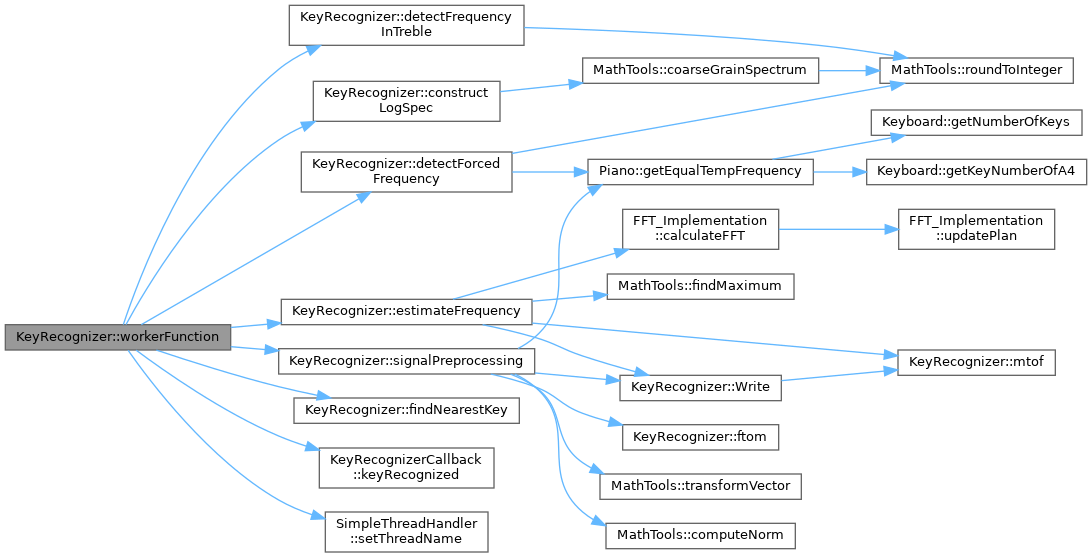 KeyRecognizer::workerFunction
KeyRecognizer::detectFrequency
InTreble
KeyRecognizer::construct
LogSpec
KeyRecognizer::detectForced
Frequency
KeyRecognizer::estimateFrequency
KeyRecognizer::signalPreprocessing
KeyRecognizer::findNearestKey
KeyRecognizerCallback
::keyRecognized
SimpleThreadHandler
::setThreadName
MathTools::coarseGrainSpectrum
Piano::getEqualTempFrequency
FFT_Implementation
::calculateFFT
MathTools::findMaximum
KeyRecognizer::Write
KeyRecognizer::ftom
MathTools::transformVector
MathTools::computeNorm
MathTools::roundToInteger
Keyboard::getNumberOfKeys
Keyboard::getKeyNumberOfA4
FFT_Implementation
::updatePlan
KeyRecognizer::mtof